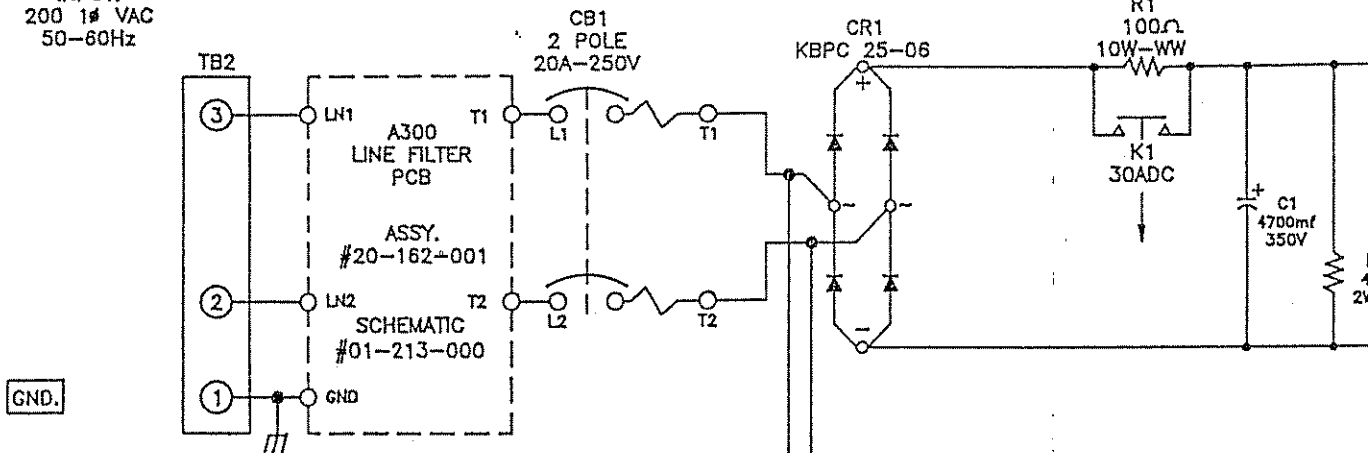 200 1ø VAC
50-60Hz
TB2
3
2
1
GND.
LN1
LN2
GND
T1
T2
A300
LINE FILTER
PCB
ASSY.
#20-162-001
SCHEMATIC
#01-213-000
CB1
2 POLE
20A-250V
L1
T1
L2
T2
CR1
KBPC 25-06
+
~
~
-
R1
100Ω
10W-WW
K1
30ADC
+
C1
4700mf
350V